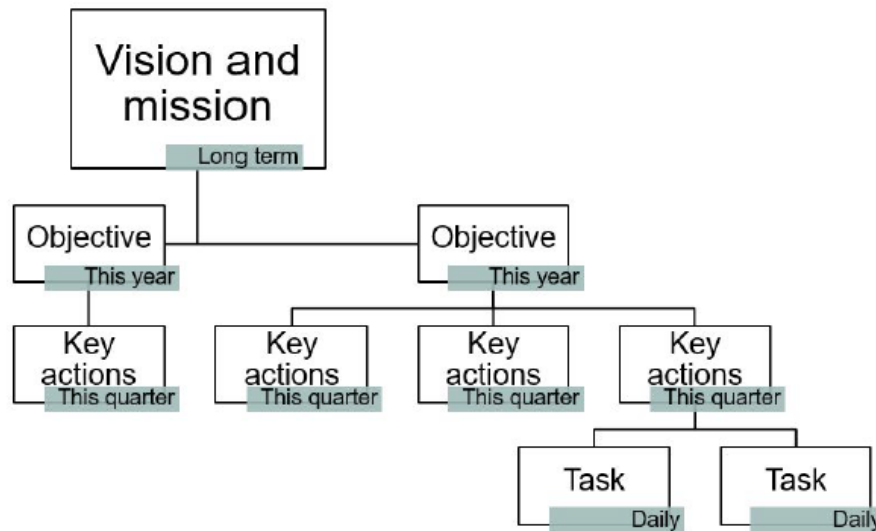 Vision and
mission
Long term
Objective
This year
Objective
This year
Key
actions
This quarter
Key
actions
This quarter
Key
actions
This quarter
Key
actions
This quarter
Task
Daily
Task
Daily